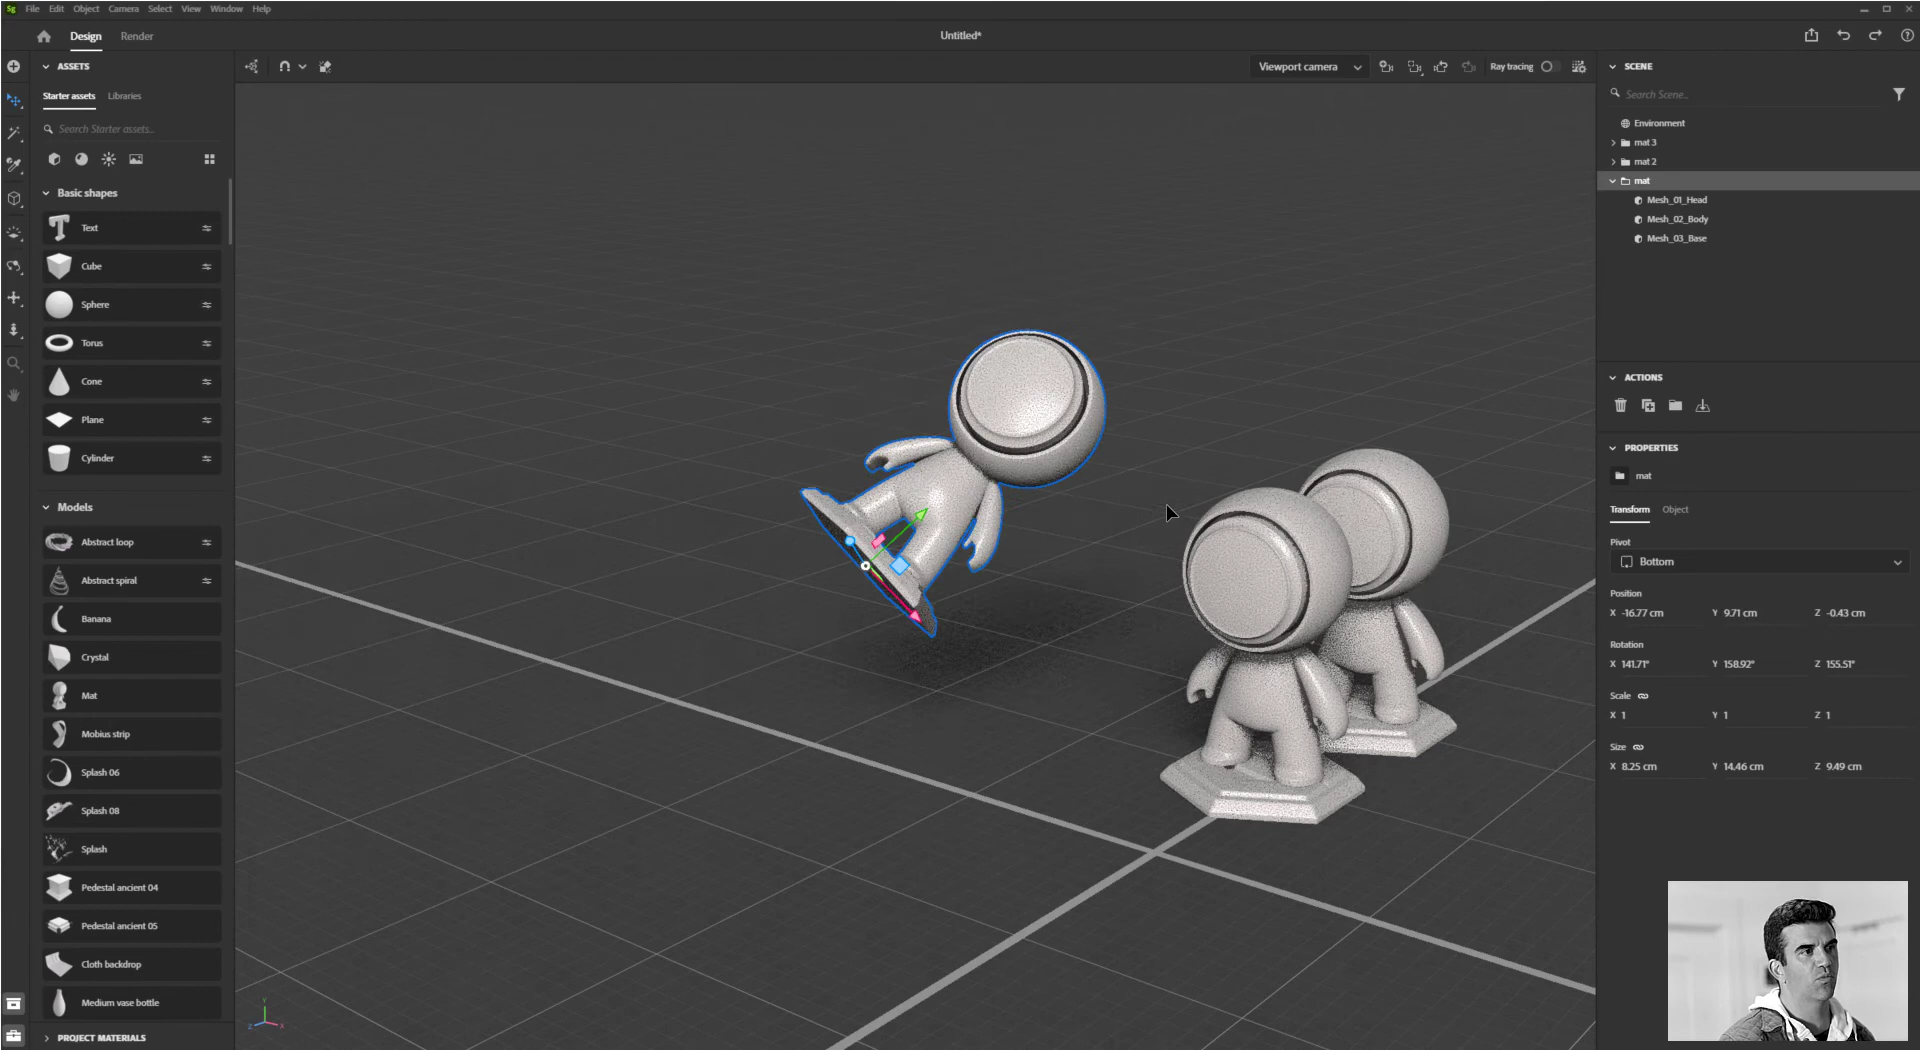 Sg File Edit Object Camera Select View Window Help
Design Render Untitled*
ASSETS
Starter assets Libraries
Search Starter assets...
Basic shapes
Text
Cube
Sphere
Torus
Cone
Plane
Cylinder
Models
Abstract loop
Abstract spiral
Banana
Crystal
Mat
Mobius strip
Splash 06
Splash 08
Splash
Pedestal ancient 04
Pedestal ancient 05
Cloth backdrop
Medium vase bottle
PROJECT MATERIALS
Viewport camera Ray tracing
Y
Z X
SCENE
Search Scene...
Environment
mat 3
mat 2
mat
Mesh_01_Head
Mesh_02_Body
Mesh_03_Base
ACTIONS
PROPERTIES
mat
Transform Object
Pivot
Bottom
Position
X -16.77 cm Y 9.71 cm Z -0.43 cm
Rotation
X 141.71° Y 158.92° Z 155.51°
Scale
X 1 Y 1 Z 1
Size
X 8.25 cm Y 14.46 cm Z 9.49 cm